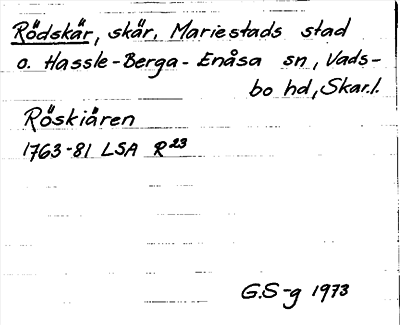 Rödskär, skär, Mariestads stad
o. Hassle-Berga-Enåsa sn, Vads-
bo hd, Skar.l.
Röskiären
1763-81 LSA R23
G.S-g 1973